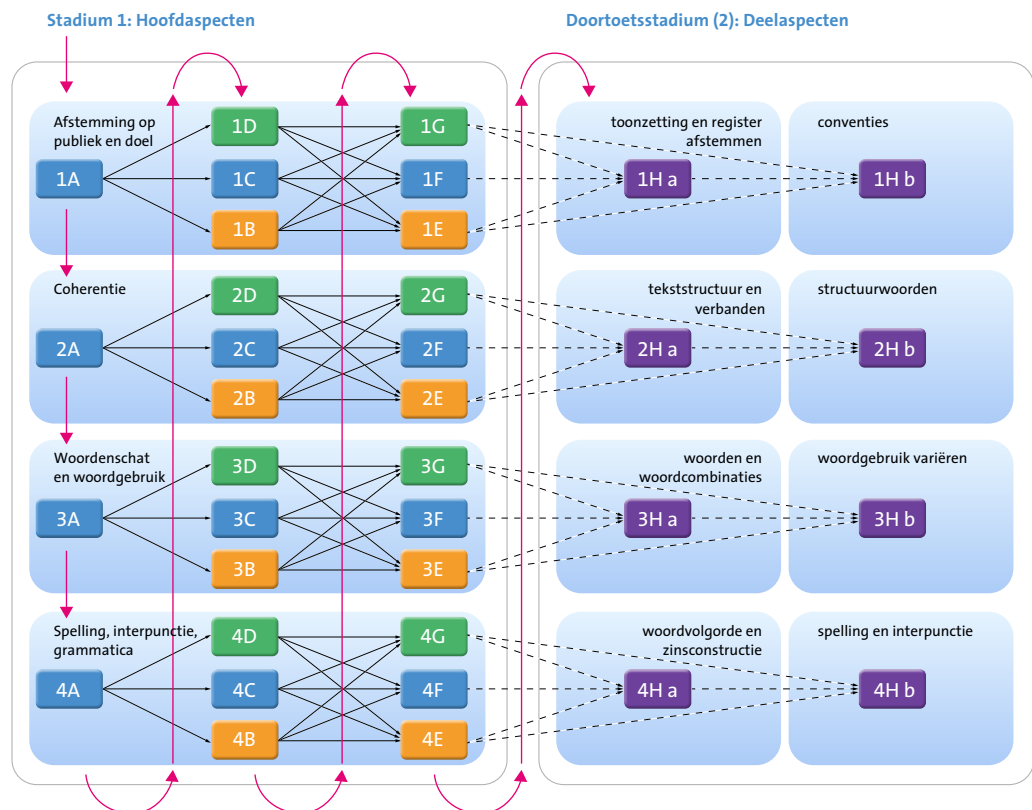 Stadium 1: Hoofdaspecten
Doortoetsstadium (2): Deelaspecten
Afstemming op
publiek en doel
1A
1D
1C
1B
1G
1F
1E
toonzetting en register
afstemmen
1H a
conventies
1H b
Coherentie
2A
2D
2C
2B
2G
2F
2E
tekststructuur en
verbanden
2H a
structuurwoorden
2H b
Woordenschat
en woordgebruik
3A
3D
3C
3B
3G
3F
3E
woorden en
woordcombinaties
3H a
woordgebruik variëren
3H b
Spelling, interpunctie,
grammatica
4A
4D
4C
4B
4G
4F
4E
woordvolgorde en
zinsconstructie
4H a
spelling en interpunctie
4H b